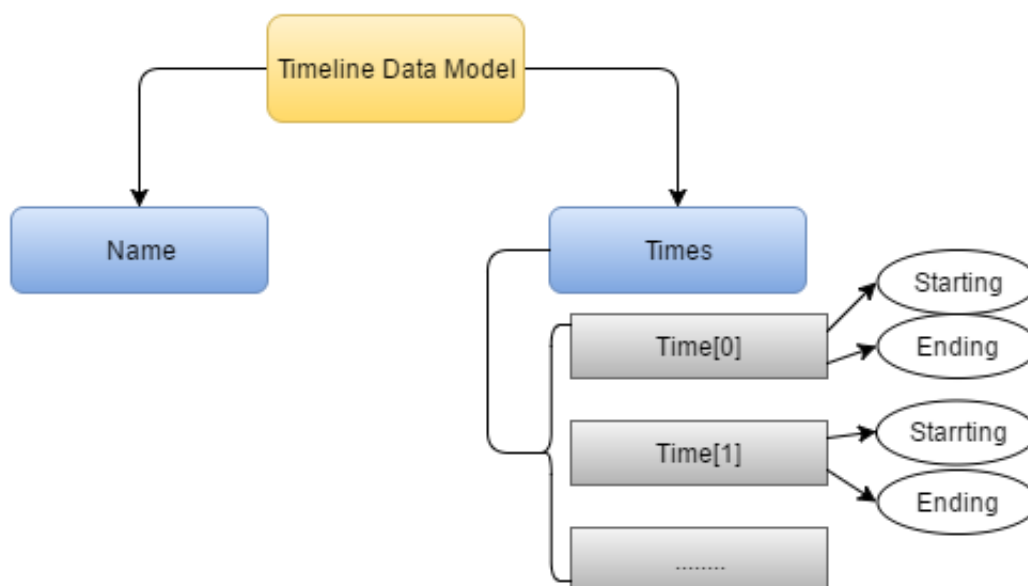 Timeline Data Model
Name
Times
Starting
Time[0]
Ending
Starrting
Time[1]
Ending
........